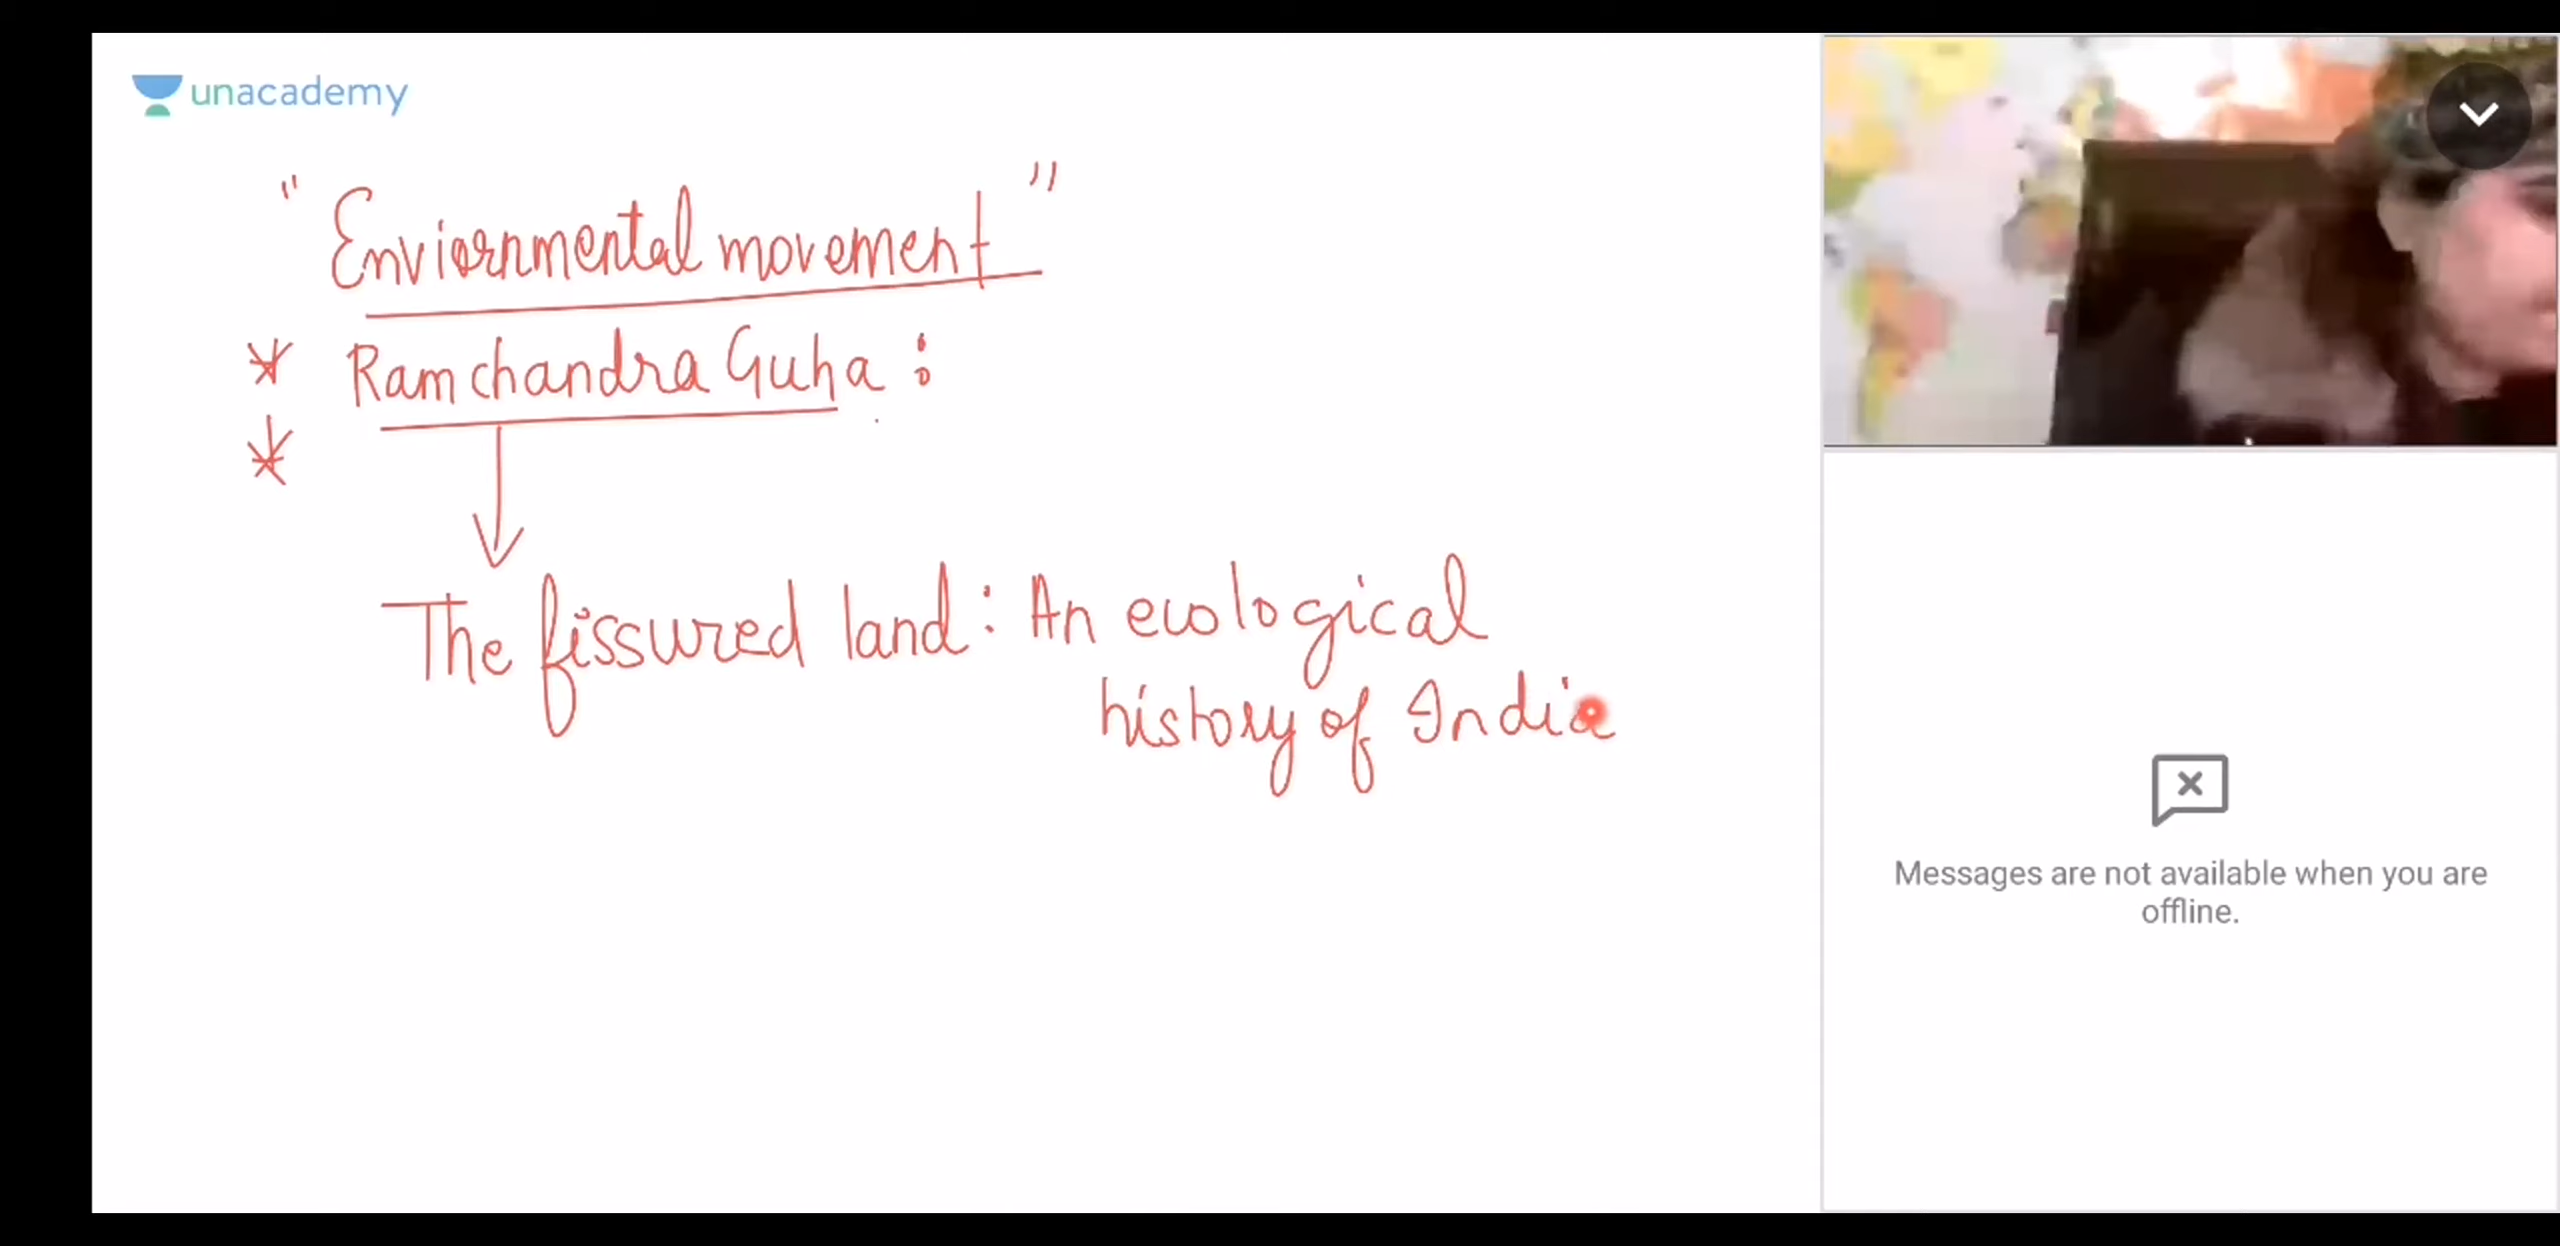 unacademy
"Enviornmental movement"
* Ramchandra Guha :
*
The fissured land : An ecological
history of India
Messages are not available when you are
offline.